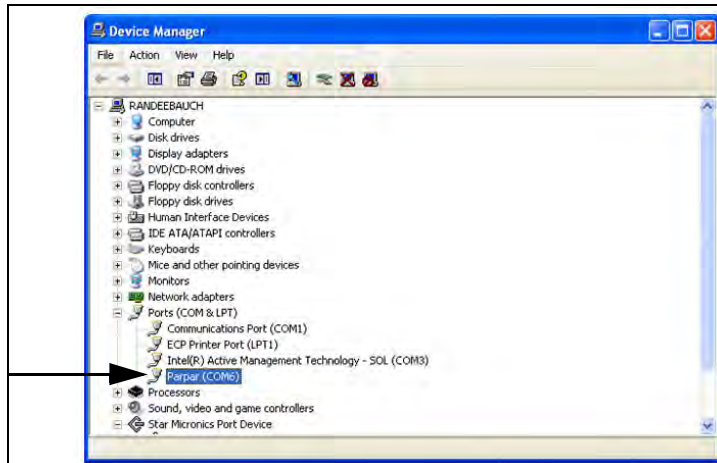 Device Manager
File Action View Help
RANDEEBAUCH
Computer
Disk drives
Display adapters
DVD/CD-ROM drives
Floppy disk controllers
Floppy disk drives
Human Interface Devices
IDE ATA/ATAPI controllers
Keyboards
Mice and other pointing devices
Monitors
Network adapters
Ports (COM & LPT)
Communications Port (COM1)
ECP Printer Port (LPT1)
Intel(R) Active Management Technology - SOL (COM3)
Parpar (COM6)
Processors
Sound, video and game controllers
Star Micronics Port Device